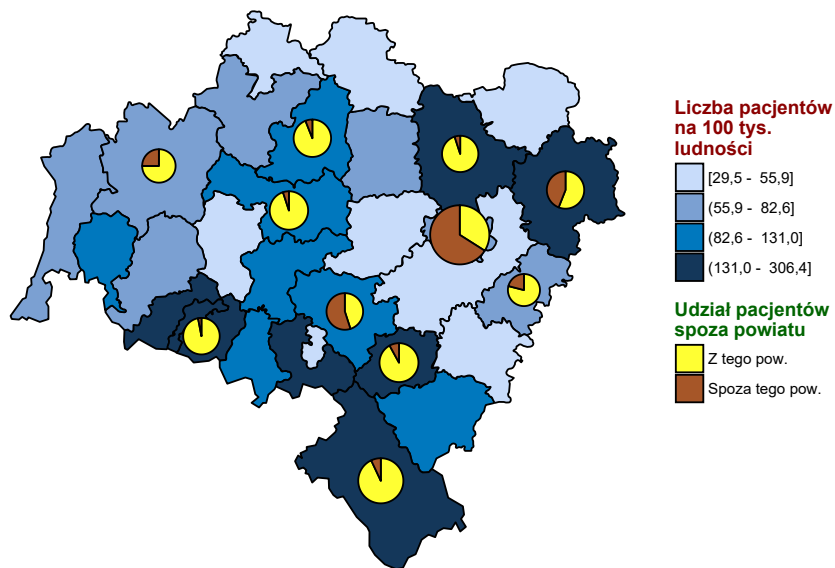 Liczba pacjentów
na 100 tys.
ludności
[29,5 - 55,9]
(55,9 - 82,6]
(82,6 - 131,0]
(131,0 - 306,4]
Udział pacjentów
spoza powiatu
Z tego pow.
Spoza tego pow.